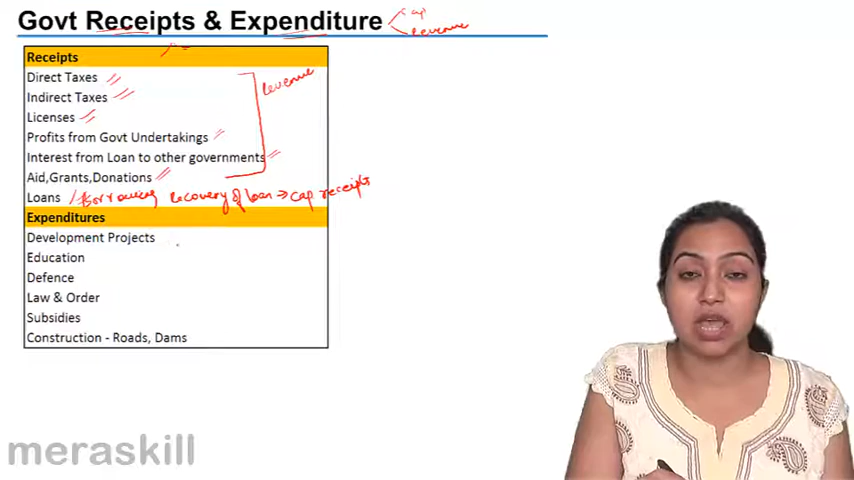 Govt Receipts & Expenditure
cap
revenue
Receipts
Direct Taxes
revenue
Indirect Taxes
Licenses
Profits from Govt Undertakings
Interest from Loan to other governments
Aid,Grants,Donations
Loans / borrowing recovery of loan → cap receipts
Expenditures
Development Projects
Education
Defence
Law & Order
Subsidies
Construction - Roads, Dams
meraskill